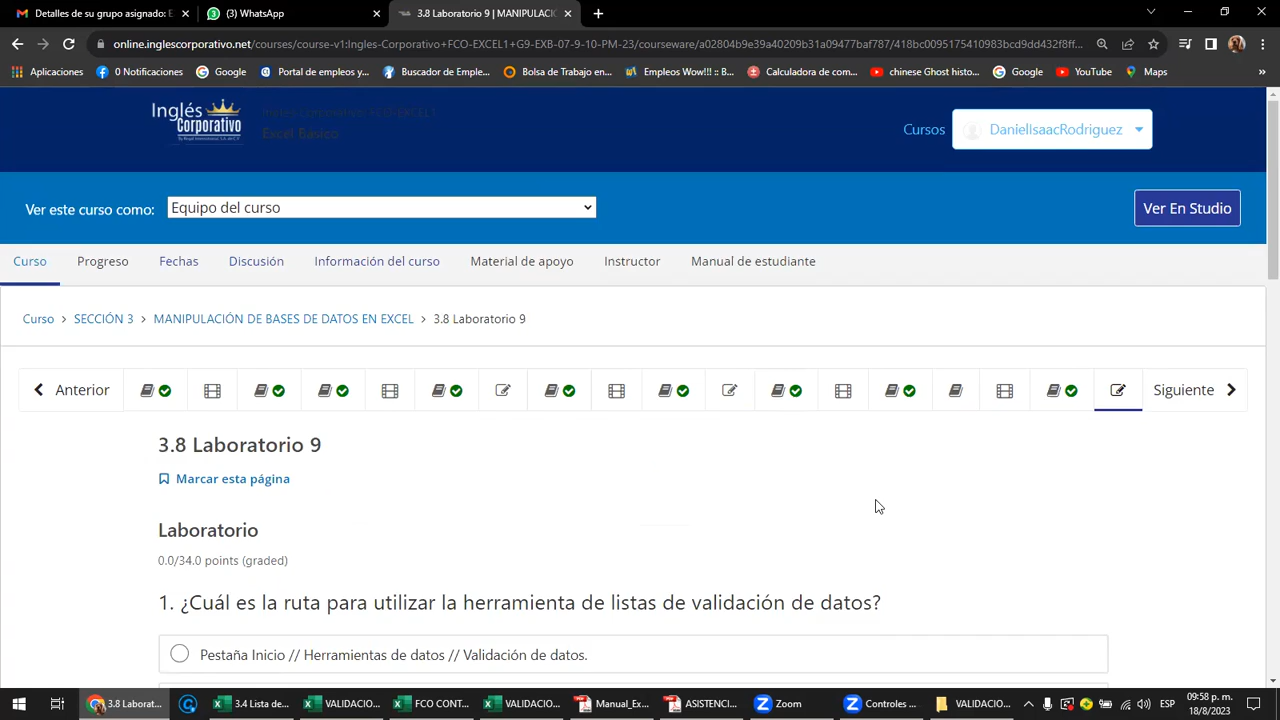 Detalles de su grupo asignado: E
(3) WhatsApp
3.8 Laboratorio 9 | MANIPULACIÓ
online.inglescorporativo.net/courses/course-v1:Ingles-Corporativo+FCO-EXCEL1+G9-EXB-07-9-10-PM-23/courseware/a02804b9e39a40209b31a09477baf787/418bc0095175410983bcd9dd432f8ff...
Aplicaciones
0 Notificaciones
Google
Portal de empleos y...
Buscador de Emple...
Bolsa de Trabajo en...
Empleos Wow!!! :: B...
Calculadora de com...
chinese Ghost histo...
Google
YouTube
Maps
»
Inglés
Corporativo
Inglés Corporativo FCO-EXCEL1
Excel Básico
Cursos
DanielIsaacRodriguez
Ver este curso como:
Equipo del curso
Ver En Studio
Curso
Progreso
Fechas
Discusión
Información del curso
Material de apoyo
Instructor
Manual de estudiante
Curso > SECCIÓN 3 > MANIPULACIÓN DE BASES DE DATOS EN EXCEL > 3.8 Laboratorio 9
Anterior
Siguiente
3.8 Laboratorio 9
Marcar esta página
Laboratorio
0.0/34.0 points (graded)
1. ¿Cuál es la ruta para utilizar la herramienta de listas de validación de datos?
Pestaña Inicio // Herramientas de datos // Validación de datos.
3.8 Laborat...
3.4 Lista de...
VALIDACIO...
FCO CONT...
VALIDACIO...
Manual_Ex...
ASISTENCI...
Zoom
Controles ...
VALIDACIO...
ESP
09:58 p. m.
18/8/2023